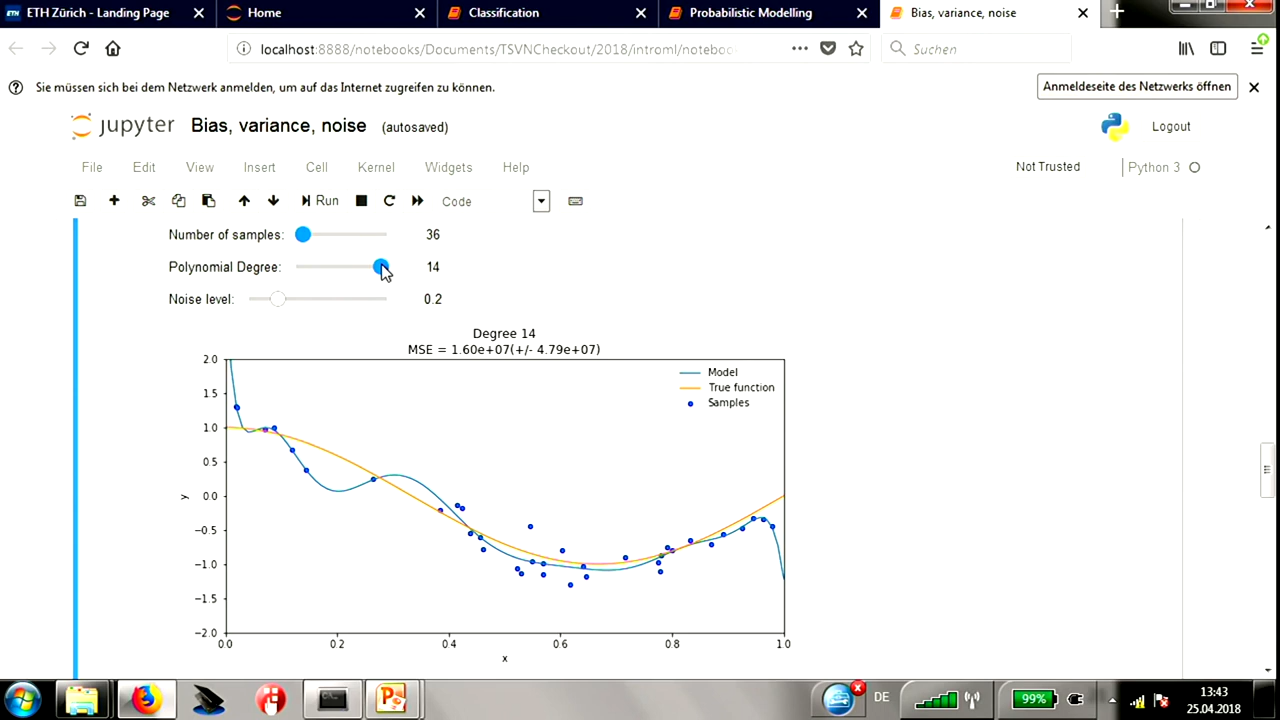 ETH Zürich - Landing Page
Home
Classification
Probabilistic Modelling
Bias, variance, noise
localhost:8888/notebooks/Documents/TSVNCheckout/2018/introml/noteboo
Suchen
Sie müssen sich bei dem Netzwerk anmelden, um auf das Internet zugreifen zu können.
Anmeldeseite des Netzwerks öffnen
jupyter Bias, variance, noise (autosaved)
Logout
File Edit View Insert Cell Kernel Widgets Help
Not Trusted
Python 3
Run
Code
Number of samples: 36
Polynomial Degree: 14
Noise level: 0.2
Degree 14
MSE = 1.60e+07(+/- 4.79e+07)
Model
True function
Samples
2.0
1.5
1.0
0.5
0.0
−0.5
−1.0
−1.5
−2.0
y
0.0 0.2 0.4 0.6 0.8 1.0
x
DE
99%
13:43
25.04.2018